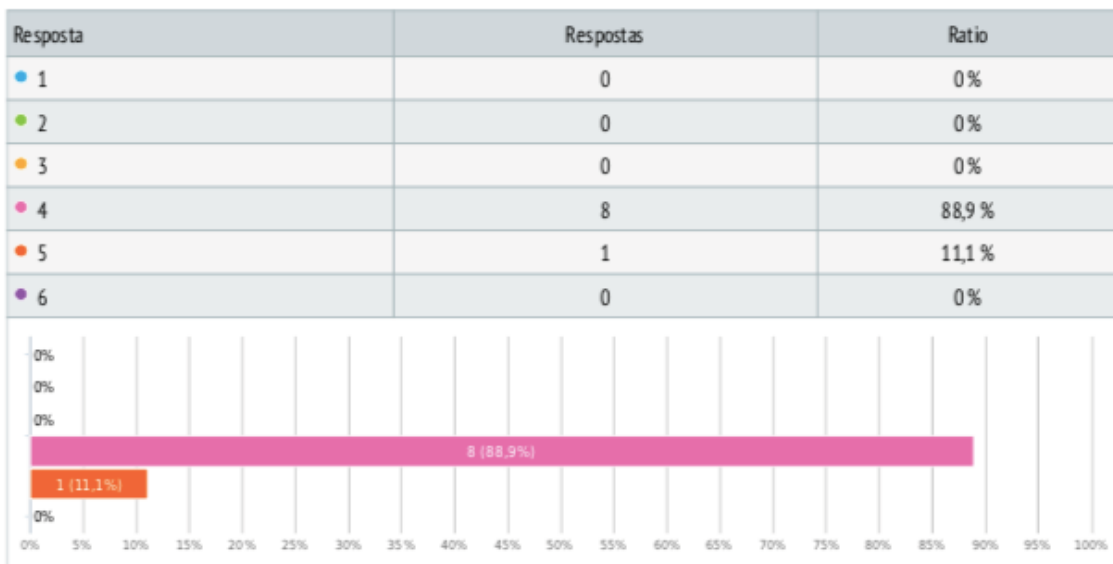 Resposta Respostas Ratio
1 0 0 %
2 0 0 %
3 0 0 %
4 8 88,9 %
5 1 11,1 %
6 0 0 %
0%
0%
0%
8 (88,9%)
1 (11,1%)
0%
0% 5% 10% 15% 20% 25% 30% 35% 40% 45% 50% 55% 60% 65% 70% 75% 80% 85% 90% 95% 100%